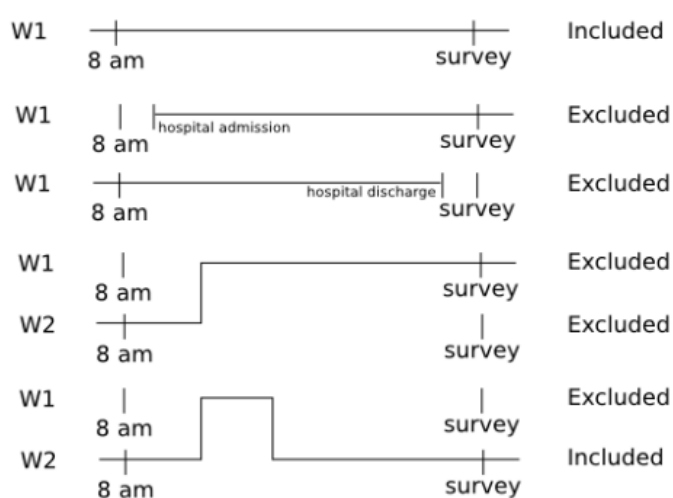 W1 Included
8 am survey
W1 Excluded
hospital admission
8 am survey
W1 Excluded
hospital discharge
8 am survey
W1 Excluded
8 am survey
W2 Excluded
8 am survey
W1 Excluded
8 am survey
W2 Included
8 am survey